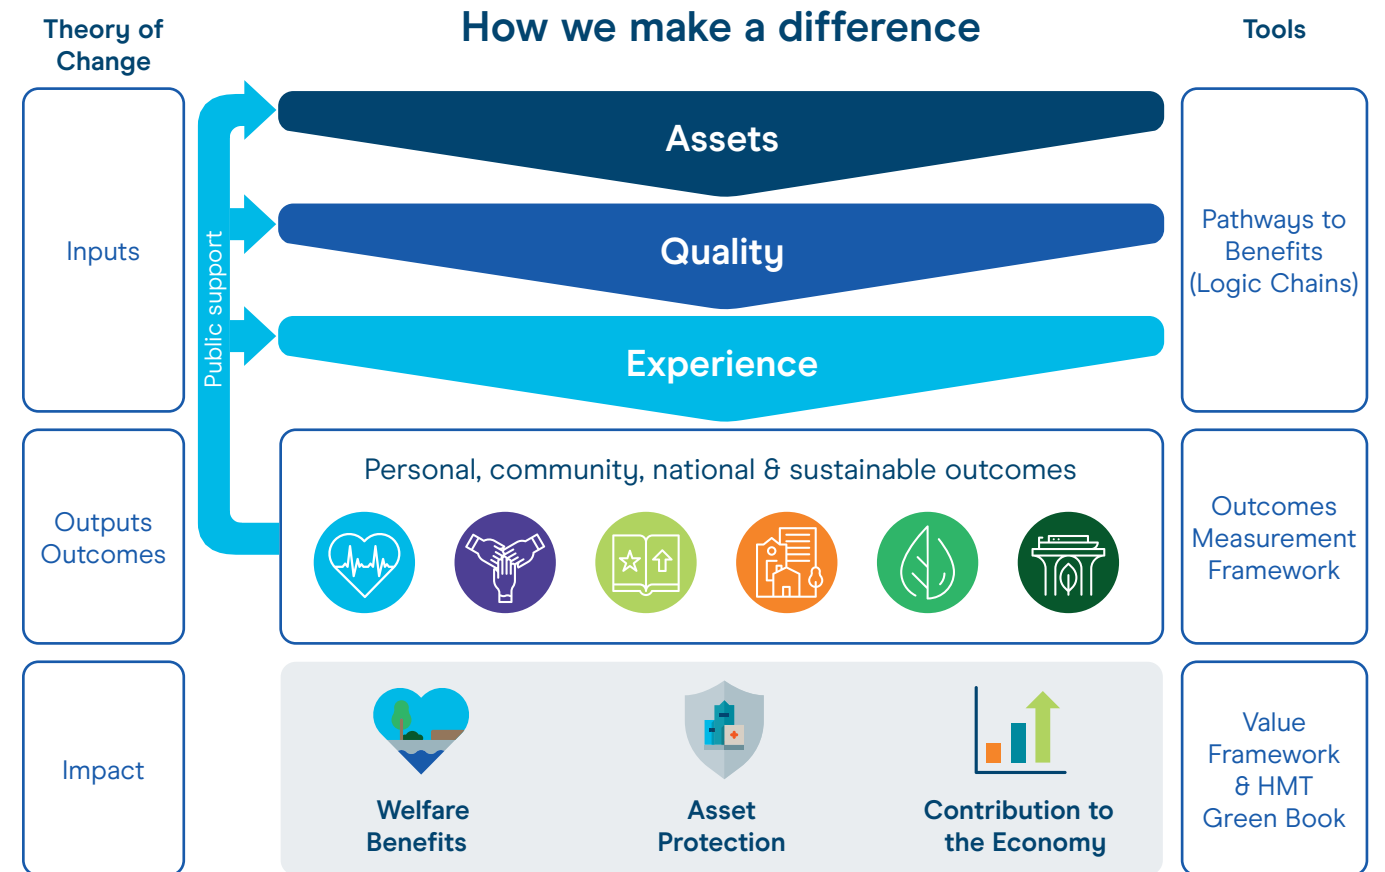 Theory of
Change
How we make a difference
Tools
Inputs
Public support
Assets
Quality
Experience
Pathways to
Benefits
(Logic Chains)
Outputs
Outcomes
Personal, community, national & sustainable outcomes
Outcomes
Measurement
Framework
Impact
Welfare
Benefits
Asset
Protection
Contribution to
the Economy
Value
Framework
& HMT
Green Book